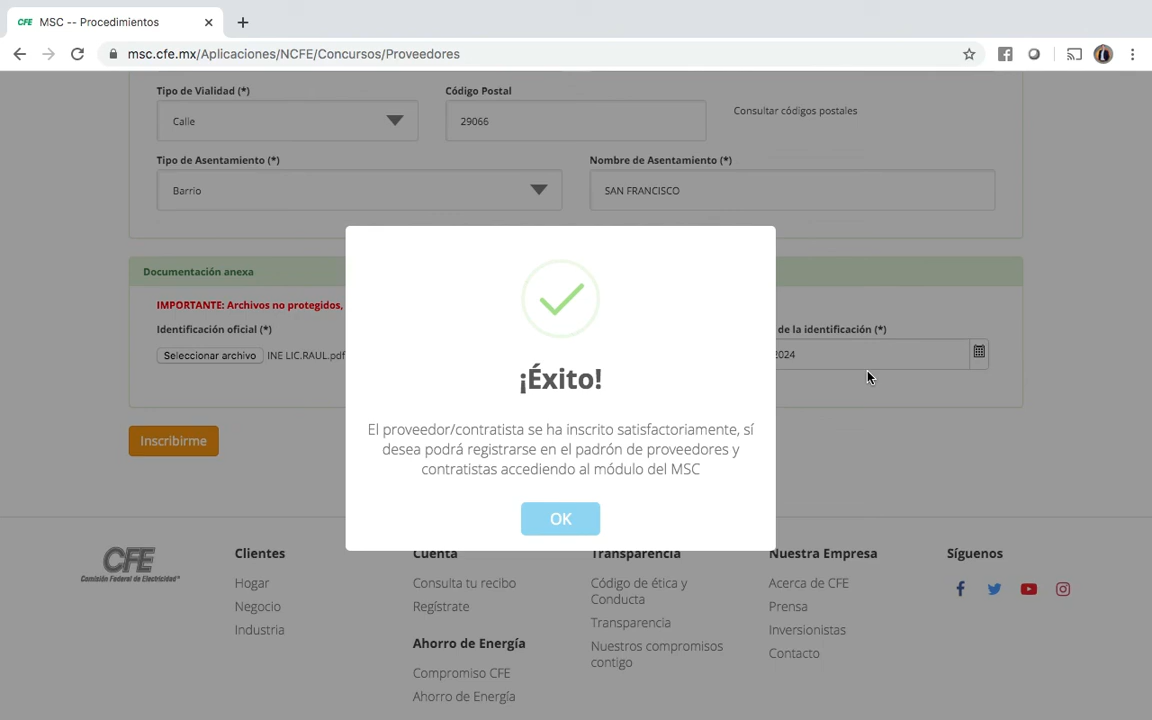 CFE MSC -- Procedimientos
msc.cfe.mx/Aplicaciones/NCFE/Concursos/Proveedores
Tipo de Vialidad (*)
Código Postal
Calle
29066
Consultar códigos postales
Tipo de Asentamiento (*)
Nombre de Asentamiento (*)
Barrio
SAN FRANCISCO
Documentación anexa
IMPORTANTE: Archivos no protegidos,
Identificación oficial (*)
de la identificación (*)
Seleccionar archivo INE LIC.RAUL.pdf
2024
¡Éxito!
El proveedor/contratista se ha inscrito satisfactoriamente, sí
desea podrá registrarse en el padrón de proveedores y
contratistas accediendo al módulo del MSC
OK
Inscribirme
CFE
Comisión Federal de Electricidad®
Clientes
Hogar
Negocio
Industria
Cuenta
Consulta tu recibo
Regístrate
Ahorro de Energía
Compromiso CFE
Ahorro de Energía
Transparencia
Código de ética y
Conducta
Transparencia
Nuestros compromisos
contigo
Nuestra Empresa
Acerca de CFE
Prensa
Inversionistas
Contacto
Síguenos